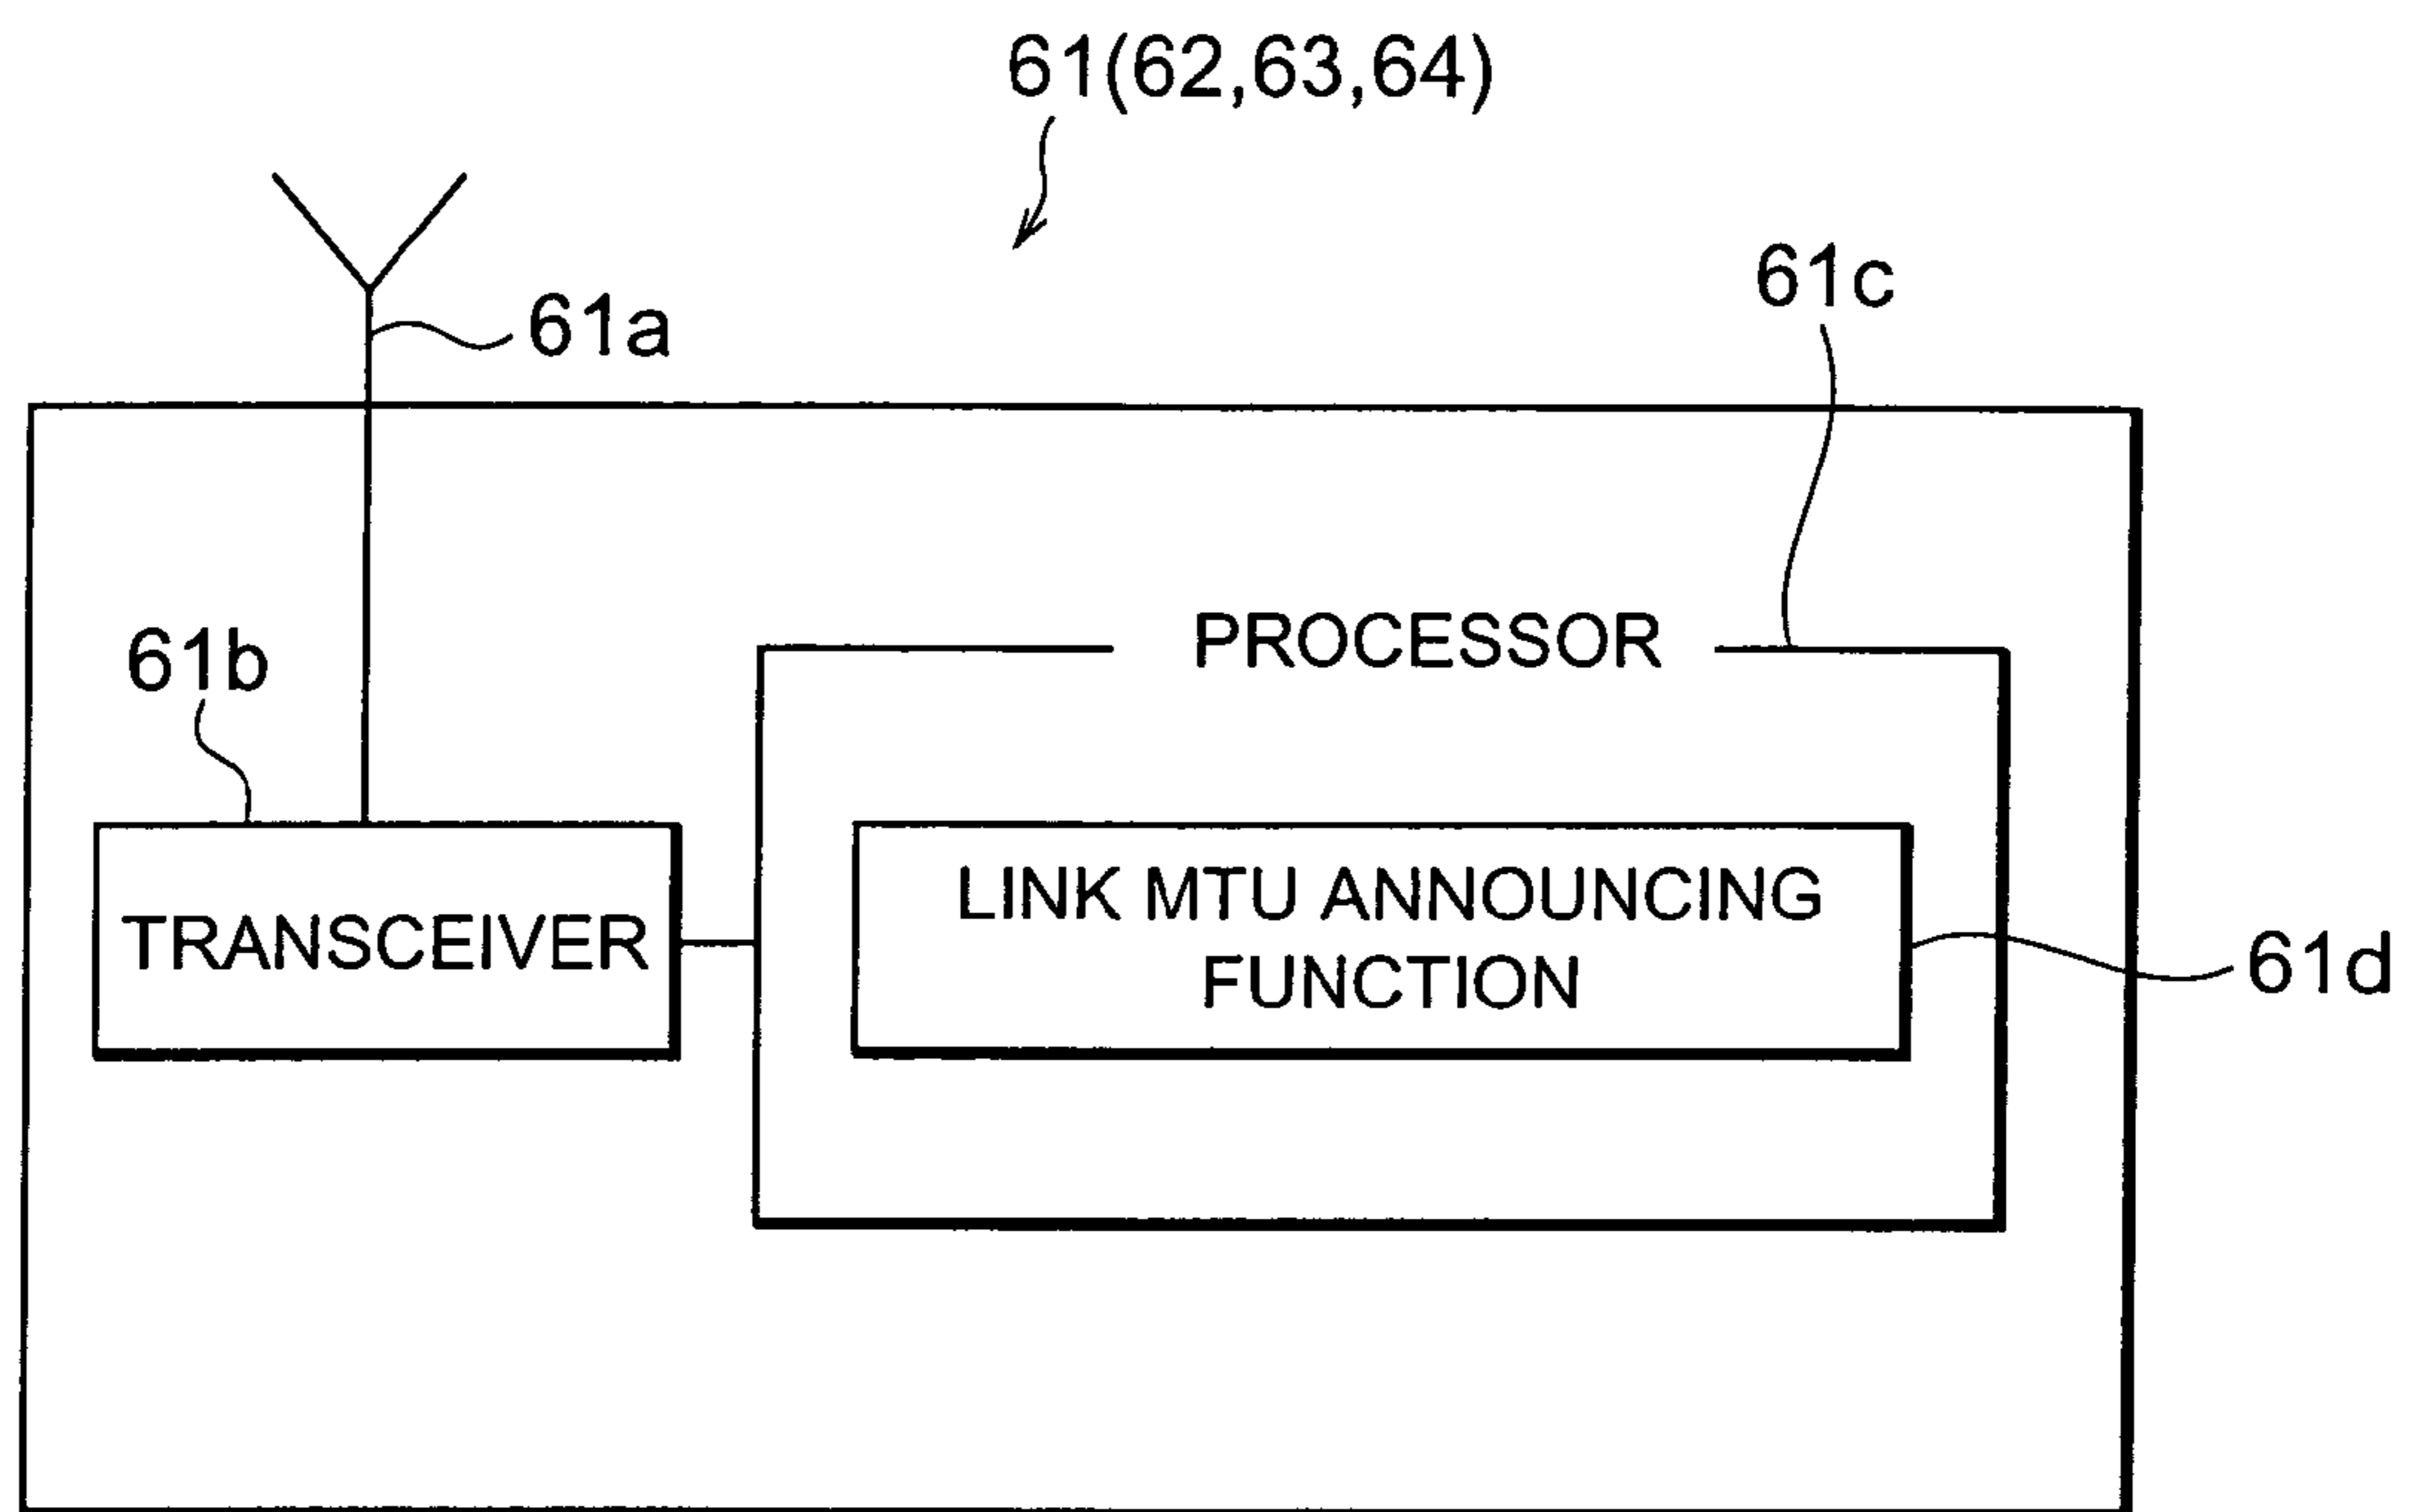 61(62,63,64)
61a
61c
PROCESSOR
61b
LINK MTU ANNOUNCING
FUNCTION
TRANSCEIVER
61d